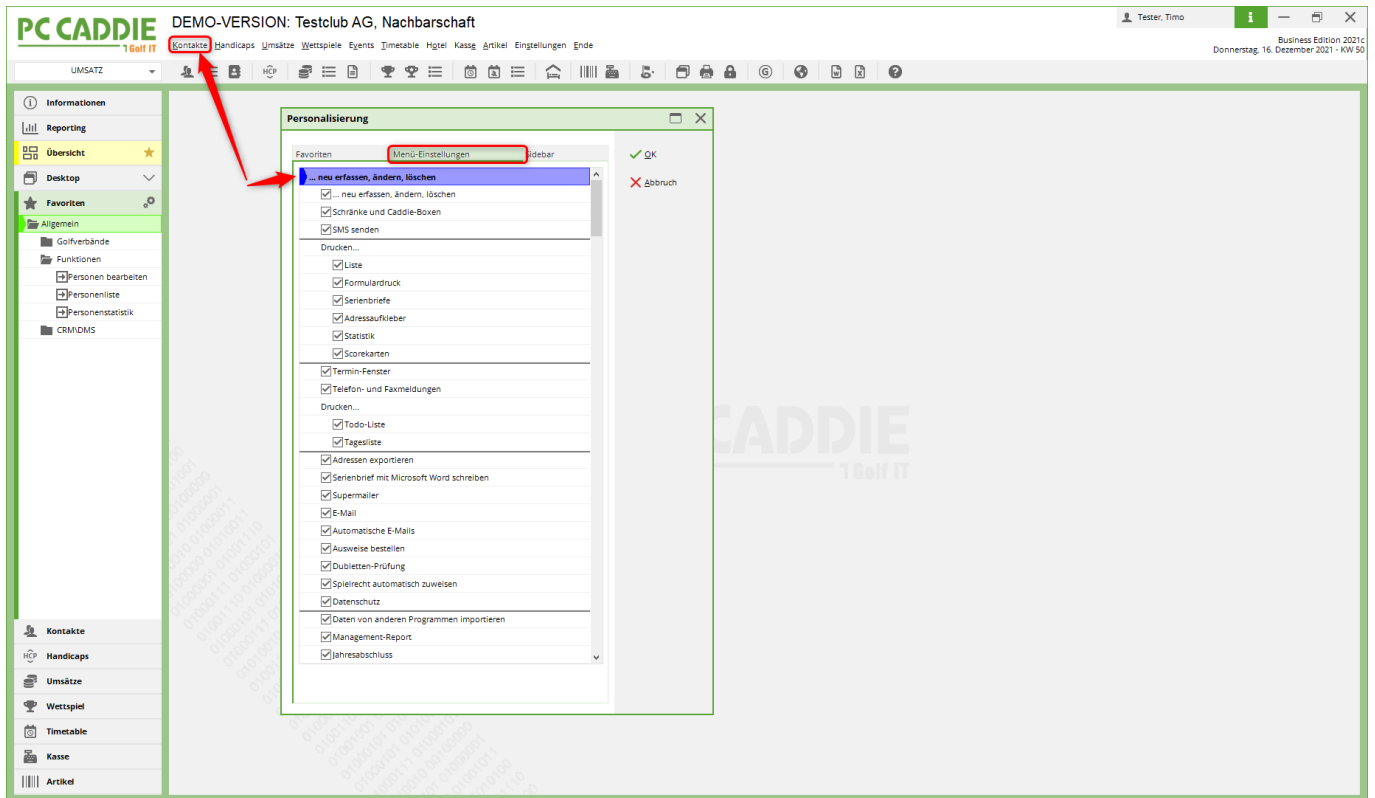 PC CADDIE
Golf IT
DEMO-VERSION: Testclub AG, Nachbarschaft
Tester, Timo
i
Kontakte Handicaps Umsätze Wettspiele Events Timetable Hotel Kasse Artikel Einstellungen Ende
Business Edition 2021c
Donnerstag, 16. Dezember 2021 - KW 50
UMSATZ
HCP
G
W
X
?
Informationen
Reporting
Übersicht
Desktop
Favoriten
Allgemein
Golfverbände
Funktionen
Personen bearbeiten
Personenliste
Personenstatistik
CRM\DMS
Kontakte
HCP Handicaps
Umsätze
Wettspiel
Timetable
Kasse
Artikel
Personalisierung
Favoriten Menü-Einstellungen Sidebar
OK
Abbruch
... neu erfassen, ändern, löschen
... neu erfassen, ändern, löschen
Schränke und Caddie-Boxen
SMS senden
Drucken...
Liste
Formulardruck
Serienbriefe
Adressaufkleber
Statistik
Scorekarten
Termin-Fenster
Telefon- und Faxmeldungen
Drucken...
Todo-Liste
Tagesliste
Adressen exportieren
Serienbrief mit Microsoft Word schreiben
Supermailer
E-Mail
Automatische E-Mails
Ausweise bestellen
Dubletten-Prüfung
Spielrecht automatisch zuweisen
Datenschutz
Daten von anderen Programmen importieren
Management-Report
Jahresabschluss
CADDIE
Golf IT